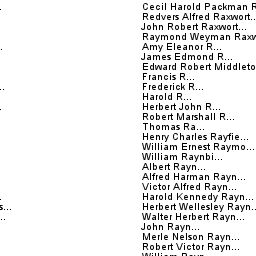 Cecil Harold Packman R
Redvers Alfred Raxwort...
John Robert Raxwort...
Raymond Weyman Raxw
Amy Eleanor R...
James Edmond R...
Edward Robert Middleto
Francis R...
Frederick R...
Harold R...
Herbert John R...
Robert Marshall R...
Thomas Ra...
Henry Charles Rayfie...
William Ernest Raymo...
William Raynbi...
Albert Rayn...
Alfred Harman Rayn...
Victor Alfred Rayn...
Harold Kennedy Rayn...
s... Herbert Wellesley Rayn...
Walter Herbert Rayn...
John Rayn...
Merle Nelson Rayn...
Robert Victor Rayn...
William Rayn